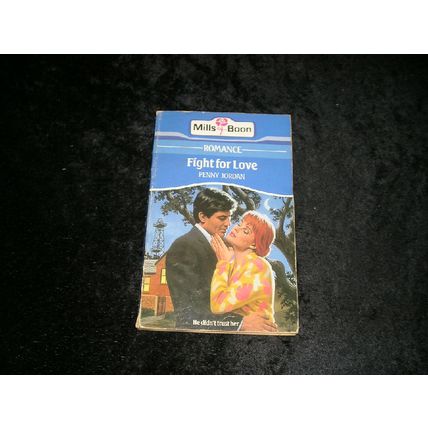 Mills & Boon
ROMANCE
Fight for Love
PENNY JORDAN
He didn't trust her